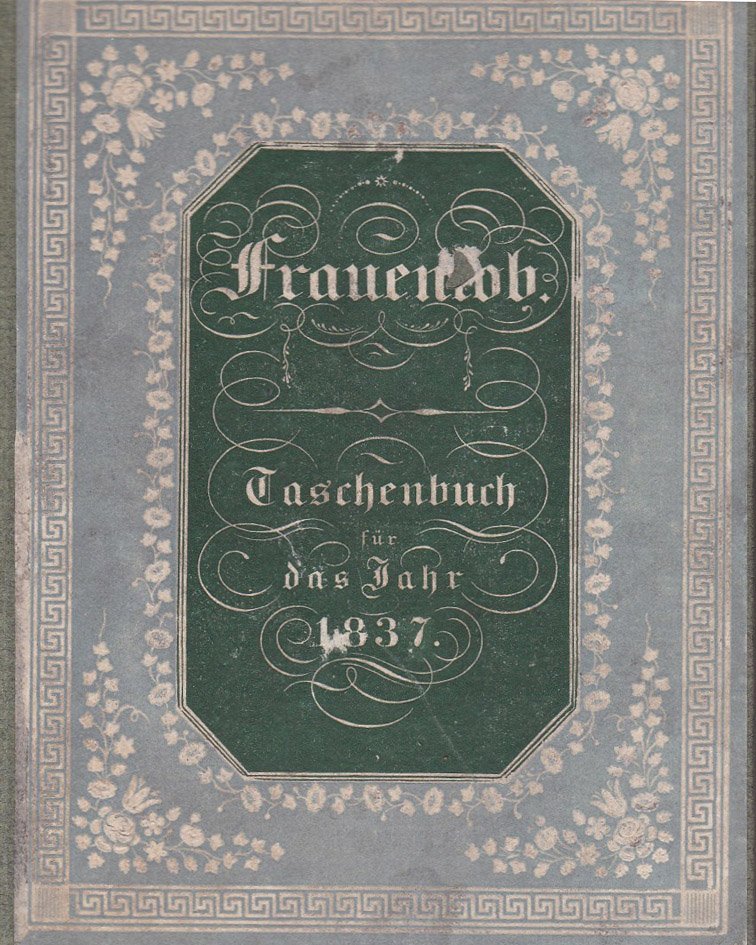 Frauenlob.
Taschenbuch
für
das Jahr
1837.